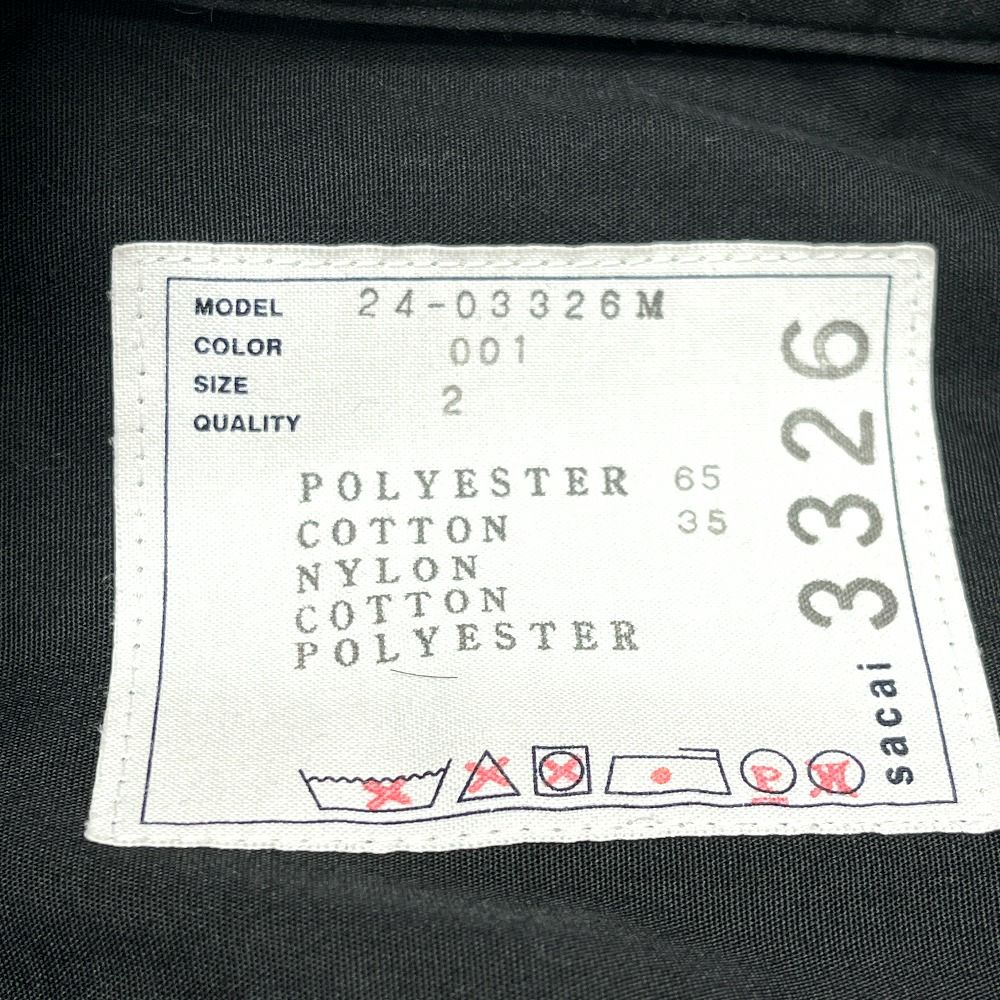 MODEL 24-03326M
COLOR 001
SIZE 2
QUALITY
POLYESTER 65
COTTON 35
NYLON
COTTON
POLYESTER
P W
3326
sacai